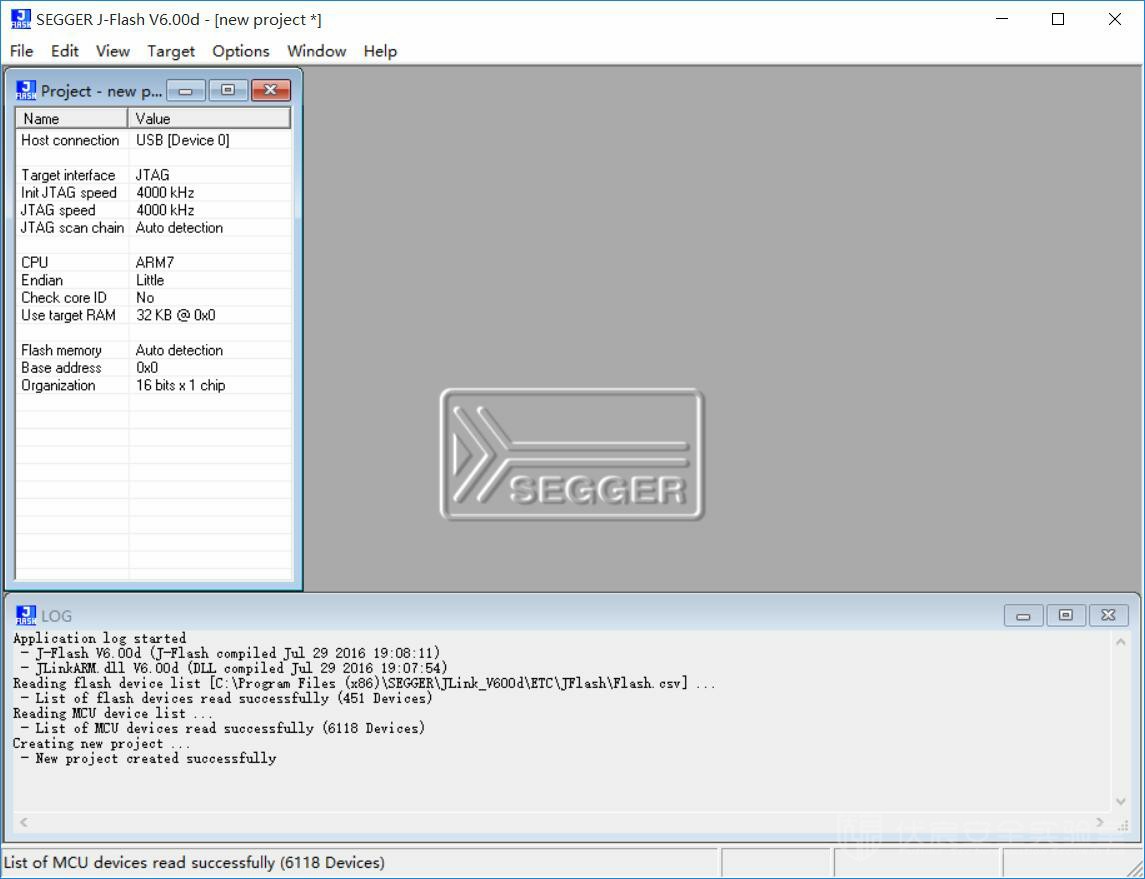 SEGGER J-Flash V6.00d - [new project *]
File Edit View Target Options Window Help
Project - new p...
Name Value
Host connection USB [Device 0]
Target interface JTAG
Init JTAG speed 4000 kHz
JTAG speed 4000 kHz
JTAG scan chain Auto detection
CPU ARM7
Endian Little
Check core ID No
Use target RAM 32 KB @ 0x0
Flash memory Auto detection
Base address 0x0
Organization 16 bits x 1 chip
SEGGER
LOG
Application log started
- J-Flash V6.00d (J-Flash compiled Jul 29 2016 19:08:11)
- JLinkARM.dll V6.00d (DLL compiled Jul 29 2016 19:07:54)
Reading flash device list [C:\Program Files (x86)\SEGGER\JLink_V600d\ETC\JFlash\Flash.csv] ...
- List of flash devices read successfully (451 Devices)
Reading MCU device list ...
- List of MCU devices read successfully (6118 Devices)
Creating new project ...
- New project created successfully
List of MCU devices read successfully (6118 Devices)